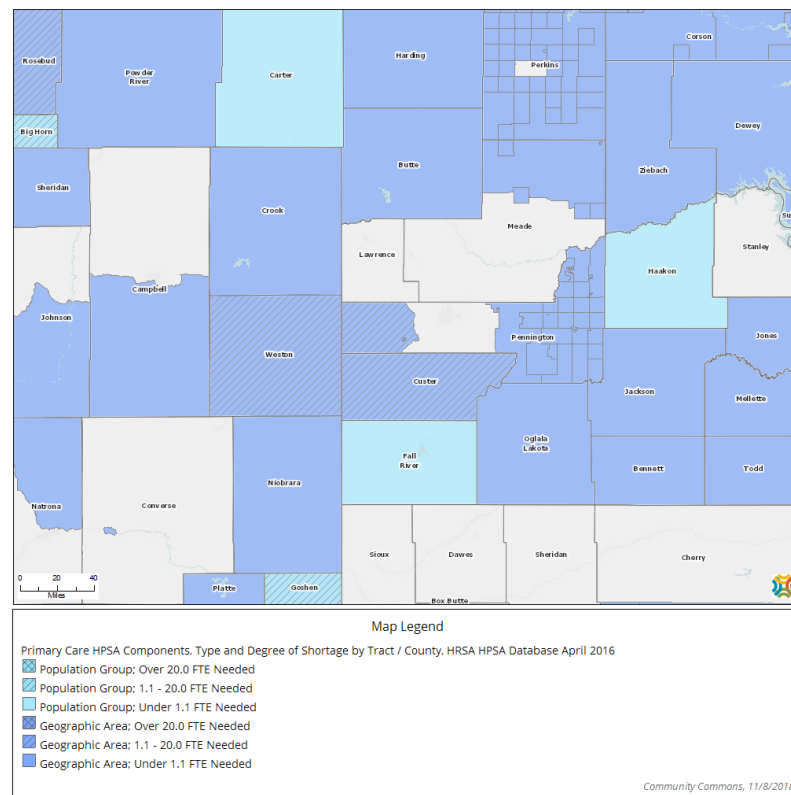 Corson
Harding
Rosebud
Perkins
Powder
River
Carter
Dewey
Big Horn
Butte
Ziebach
Sheridan
Crook
Su
Meade
Stanley
Lawrence
Haakon
Campbell
Johnson
Jones
Pennington
Weston
Custer
Jackson
Mellette
Oglala
Lakota
Fall
River
Bennett
Todd
Niobrara
Natrona
Converse
Sioux
Dawes
Sheridan
Cherry
0 20 40
Miles
Platte
Goshen
Box Butte
Map Legend
Primary Care HPSA Components, Type and Degree of Shortage by Tract / County, HRSA HPSA Database April 2016
Population Group; Over 20.0 FTE Needed
Population Group; 1.1 - 20.0 FTE Needed
Population Group; Under 1.1 FTE Needed
Geographic Area; Over 20.0 FTE Needed
Geographic Area; 1.1 - 20.0 FTE Needed
Geographic Area; Under 1.1 FTE Needed
Community Commons, 11/8/2018